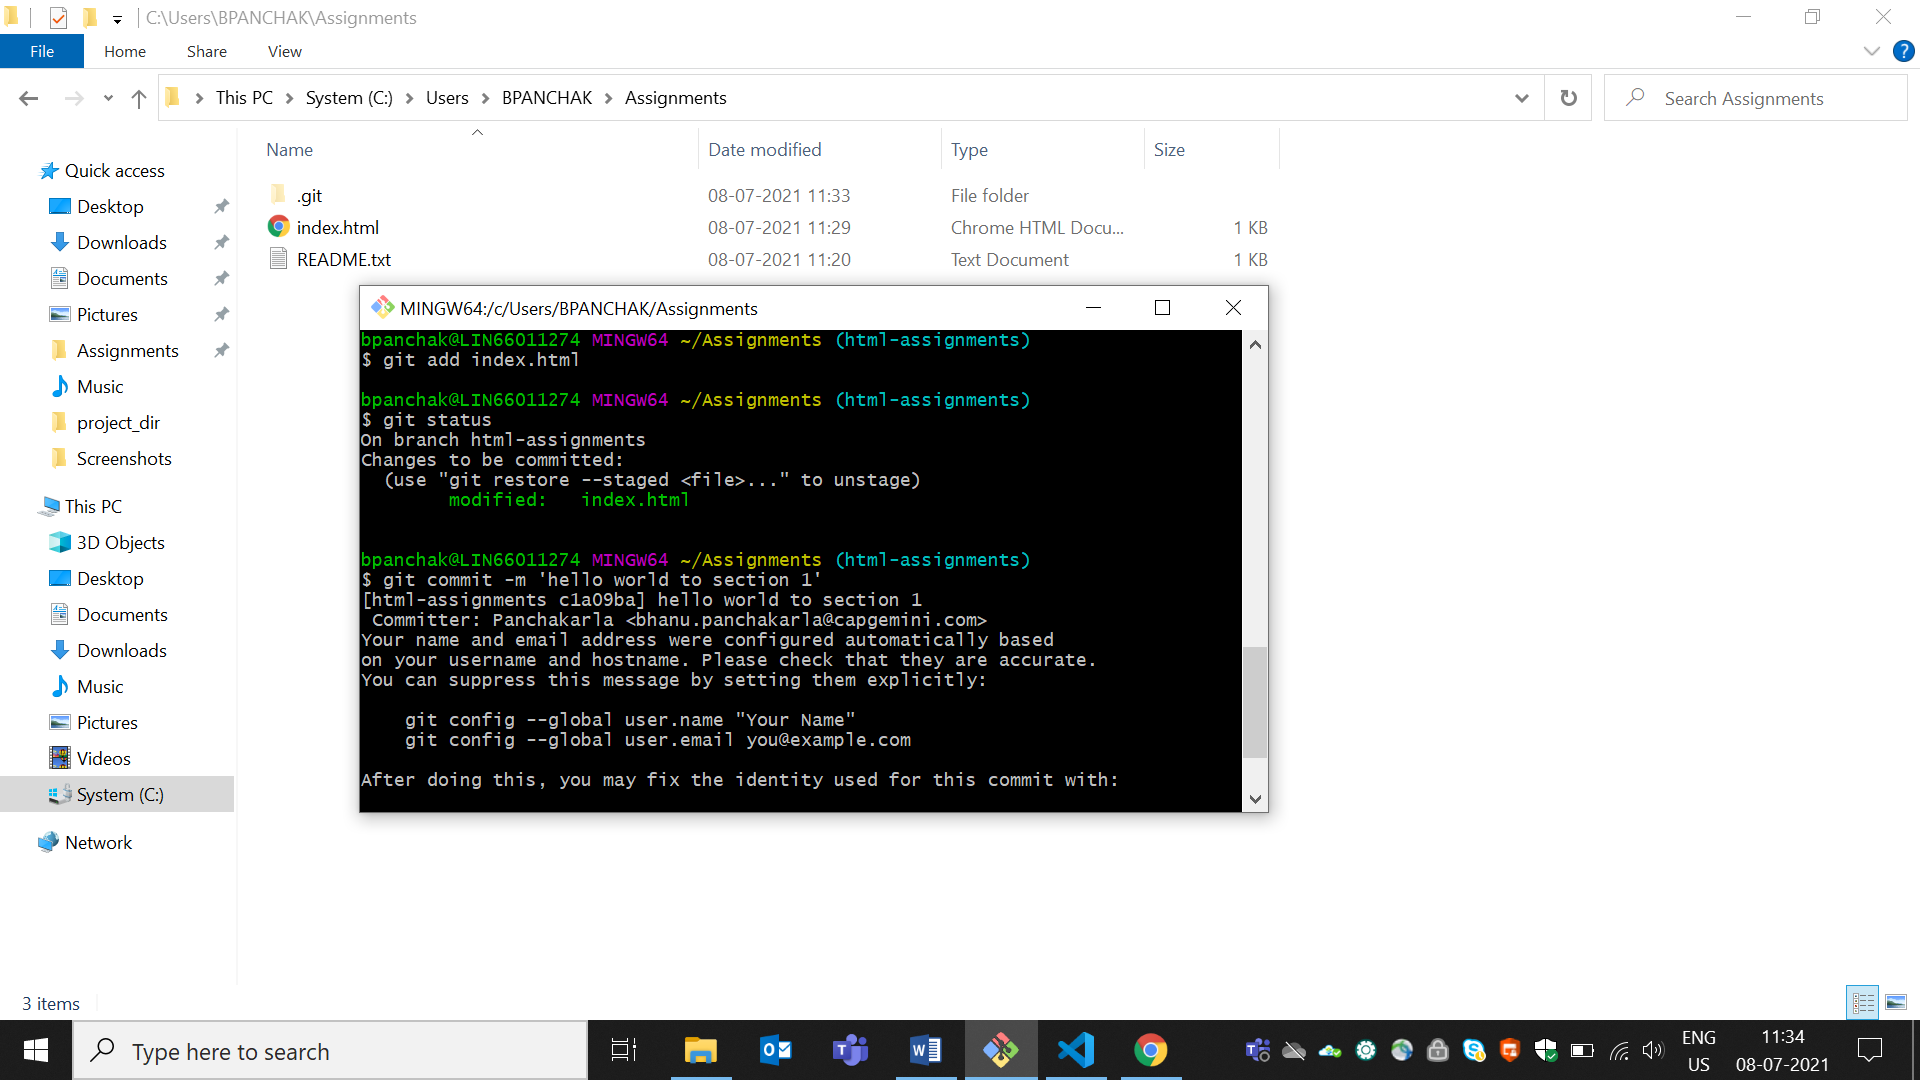 C:\Users\BPANCHAK\Assignments
File Home Share View
This PC System (C:) Users BPANCHAK Assignments
Search Assignments
Name Date modified Type Size
.git 08-07-2021 11:33 File folder
index.html 08-07-2021 11:29 Chrome HTML Docu... 1 KB
README.txt 08-07-2021 11:20 Text Document 1 KB
Quick access
Desktop
Downloads
Documents
Pictures
Assignments
Music
project_dir
Screenshots
This PC
3D Objects
Desktop
Documents
Downloads
Music
Pictures
Videos
System (C:)
Network
MINGW64:/c/Users/BPANCHAK/Assignments
bpanchak@LIN66011274 MINGW64 ~/Assignments (html-assignments)
$ git add index.html
bpanchak@LIN66011274 MINGW64 ~/Assignments (html-assignments)
$ git status
On branch html-assignments
Changes to be committed:
(use "git restore --staged <file>..." to unstage)
modified: index.html
bpanchak@LIN66011274 MINGW64 ~/Assignments (html-assignments)
$ git commit -m 'hello world to section 1'
[html-assignments c1a09ba] hello world to section 1
Committer: Panchakarla <bhanu.panchakarla@capgemini.com>
Your name and email address were configured automatically based
on your username and hostname. Please check that they are accurate.
You can suppress this message by setting them explicitly:
git config --global user.name "Your Name"
git config --global user.email you@example.com
After doing this, you may fix the identity used for this commit with:
3 items
Type here to search
ENG
US
11:34
08-07-2021